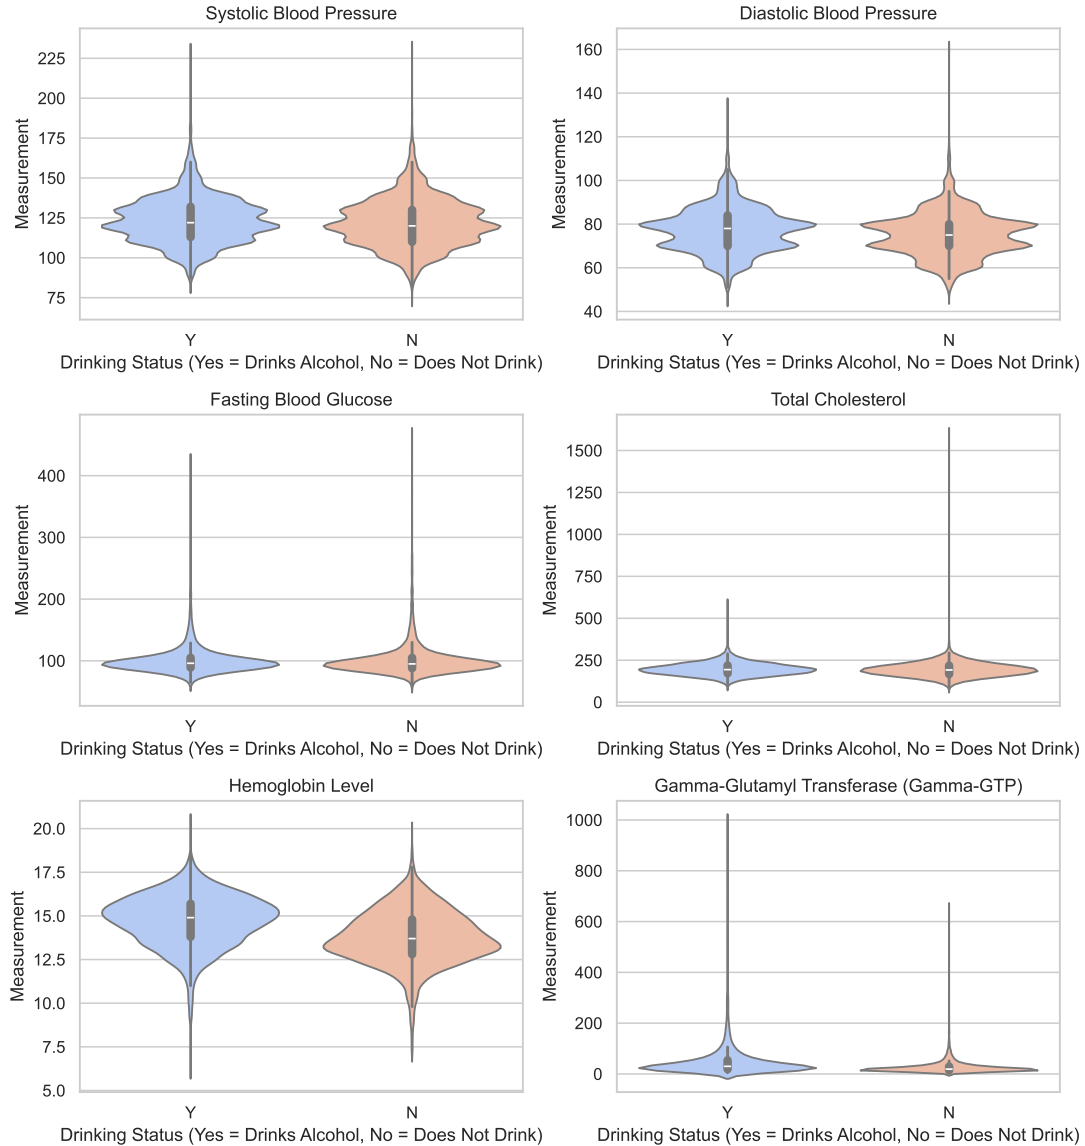 Systolic Blood Pressure
Measurement
225
200
175
150
125
100
75
Y
N
Drinking Status (Yes = Drinks Alcohol, No = Does Not Drink)
Diastolic Blood Pressure
Measurement
160
140
120
100
80
60
40
Y
N
Drinking Status (Yes = Drinks Alcohol, No = Does Not Drink)
Fasting Blood Glucose
Measurement
400
300
200
100
Y
N
Drinking Status (Yes = Drinks Alcohol, No = Does Not Drink)
Total Cholesterol
Measurement
1500
1250
1000
750
500
250
0
Y
N
Drinking Status (Yes = Drinks Alcohol, No = Does Not Drink)
Hemoglobin Level
Measurement
20.0
17.5
15.0
12.5
10.0
7.5
5.0
Y
N
Drinking Status (Yes = Drinks Alcohol, No = Does Not Drink)
Gamma-Glutamyl Transferase (Gamma-GTP)
Measurement
1000
800
600
400
200
0
Y
N
Drinking Status (Yes = Drinks Alcohol, No = Does Not Drink)